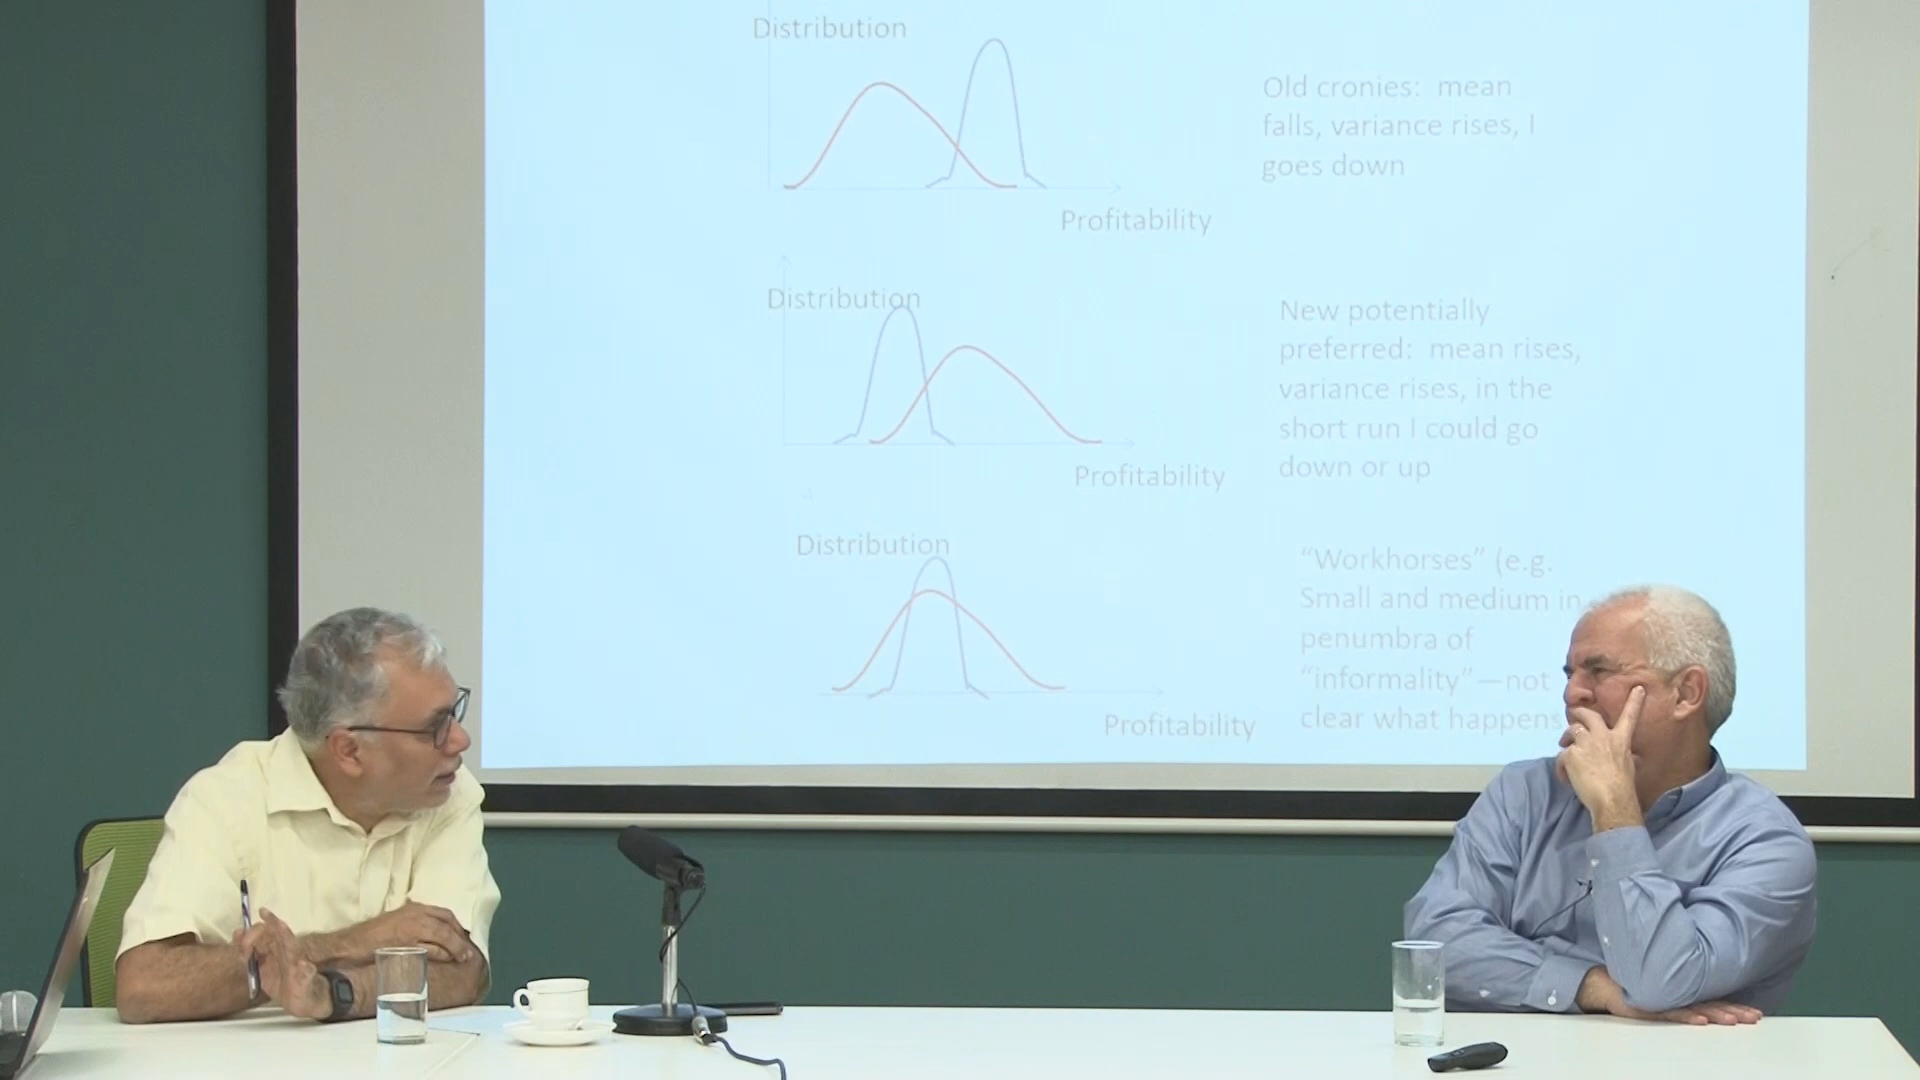 Distribution
Old cronies: mean
falls, variance rises, I
goes down
Profitability
Distribution
New potentially
preferred: mean rises,
variance rises, in the
short run I could go
down or up
Profitability
Distribution
"Workhorses" (e.g.
Small and medium in
penumbra of
"informality"—not
clear what happens
Profitability